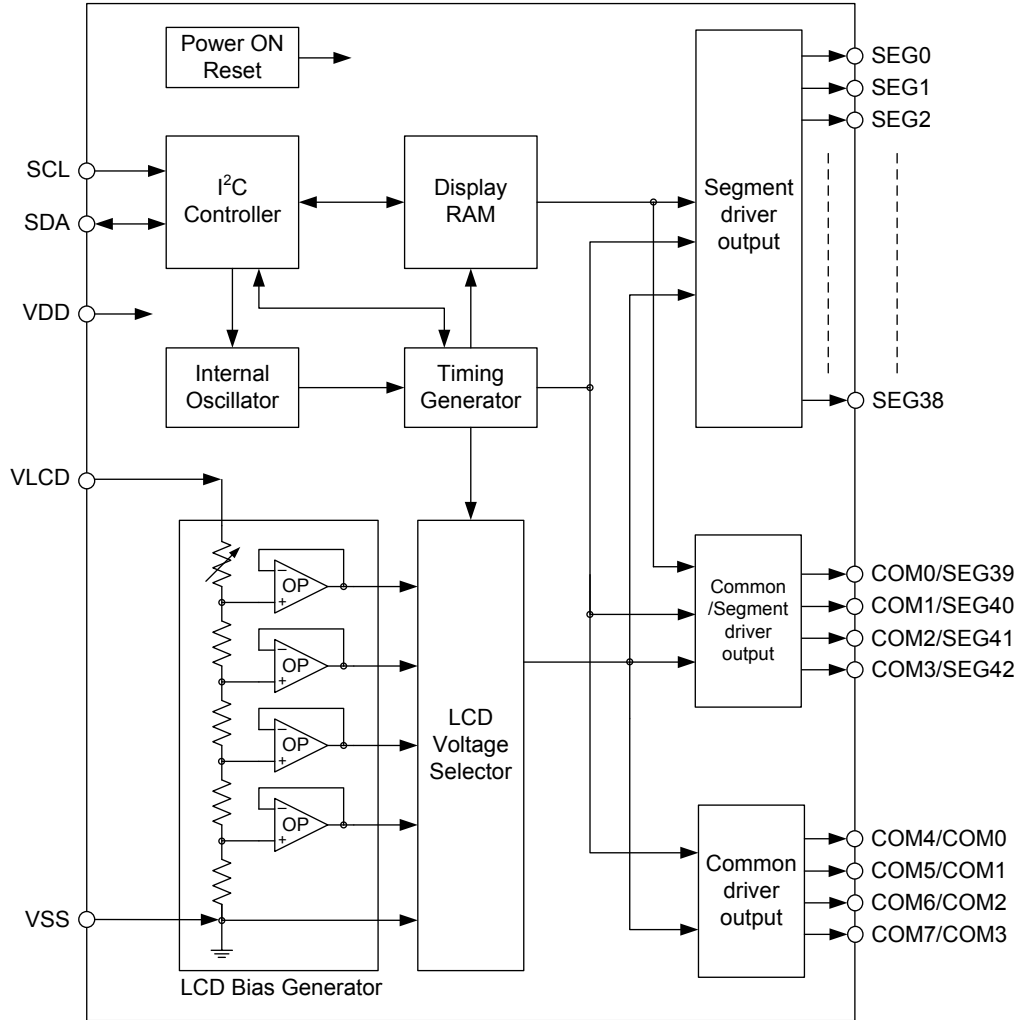 Power ON
Reset
SCL
SDA
VDD
VLCD
VSS
I²C
Controller
Display
RAM
Internal
Oscillator
Timing
Generator
Segment
driver
output
SEG0
SEG1
SEG2
SEG38
− OP +
− OP +
− OP +
− OP +
LCD Bias Generator
LCD
Voltage
Selector
Common
/Segment
driver
output
COM0/SEG39
COM1/SEG40
COM2/SEG41
COM3/SEG42
Common
driver
output
COM4/COM0
COM5/COM1
COM6/COM2
COM7/COM3